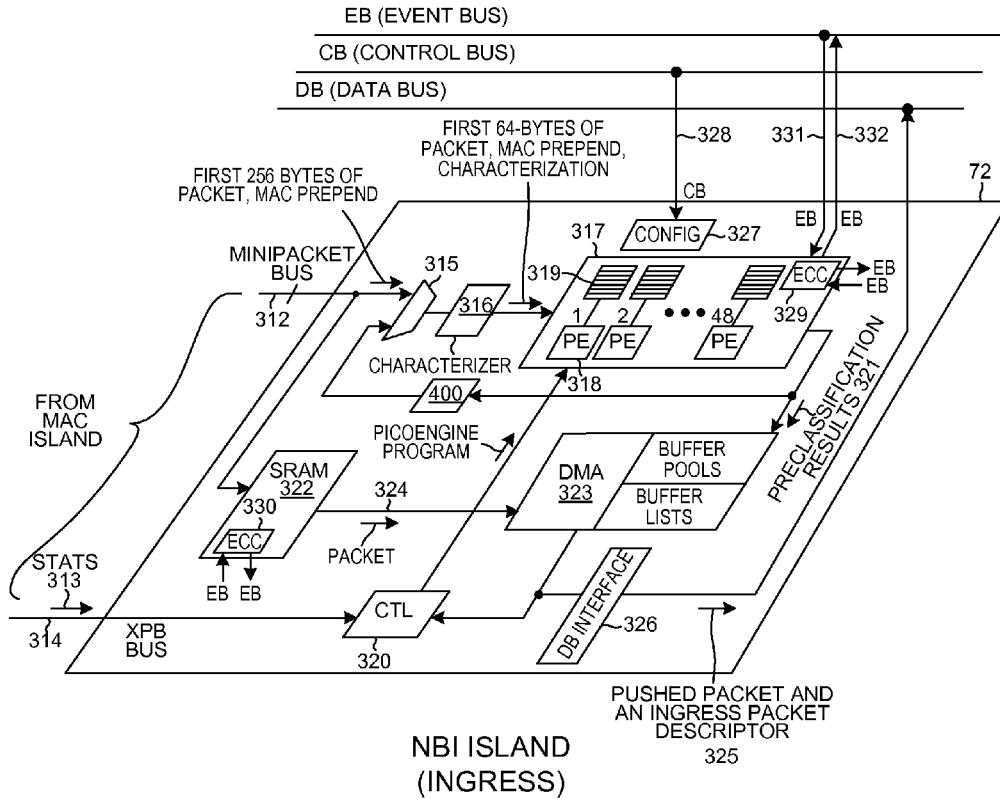 EB (EVENT BUS)
CB (CONTROL BUS)
DB (DATA BUS)
FIRST 64-BYTES OF
PACKET, MAC PREPEND,
CHARACTERIZATION
328
331
332
FIRST 256 BYTES OF
PACKET, MAC PREPEND
CB
72
EB
EB
CONFIG
327
317
MINIPACKET
BUS
315
319
ECC
EB
EB
312
316
329
1
2
48
PE
PE
PE
CHARACTERIZER
318
400
FROM
MAC
ISLAND
PICOENGINE
PROGRAM
PRECLASSIFICATION
RESULTS 321
SRAM
322
DMA
323
BUFFER
POOLS
BUFFER
LISTS
324
330
ECC
PACKET
EB
EB
STATS
313
CTL
DB INTERFACE
326
314
XPB
BUS
320
PUSHED PACKET AND
AN INGRESS PACKET
DESCRIPTOR
325
NBI ISLAND
(INGRESS)